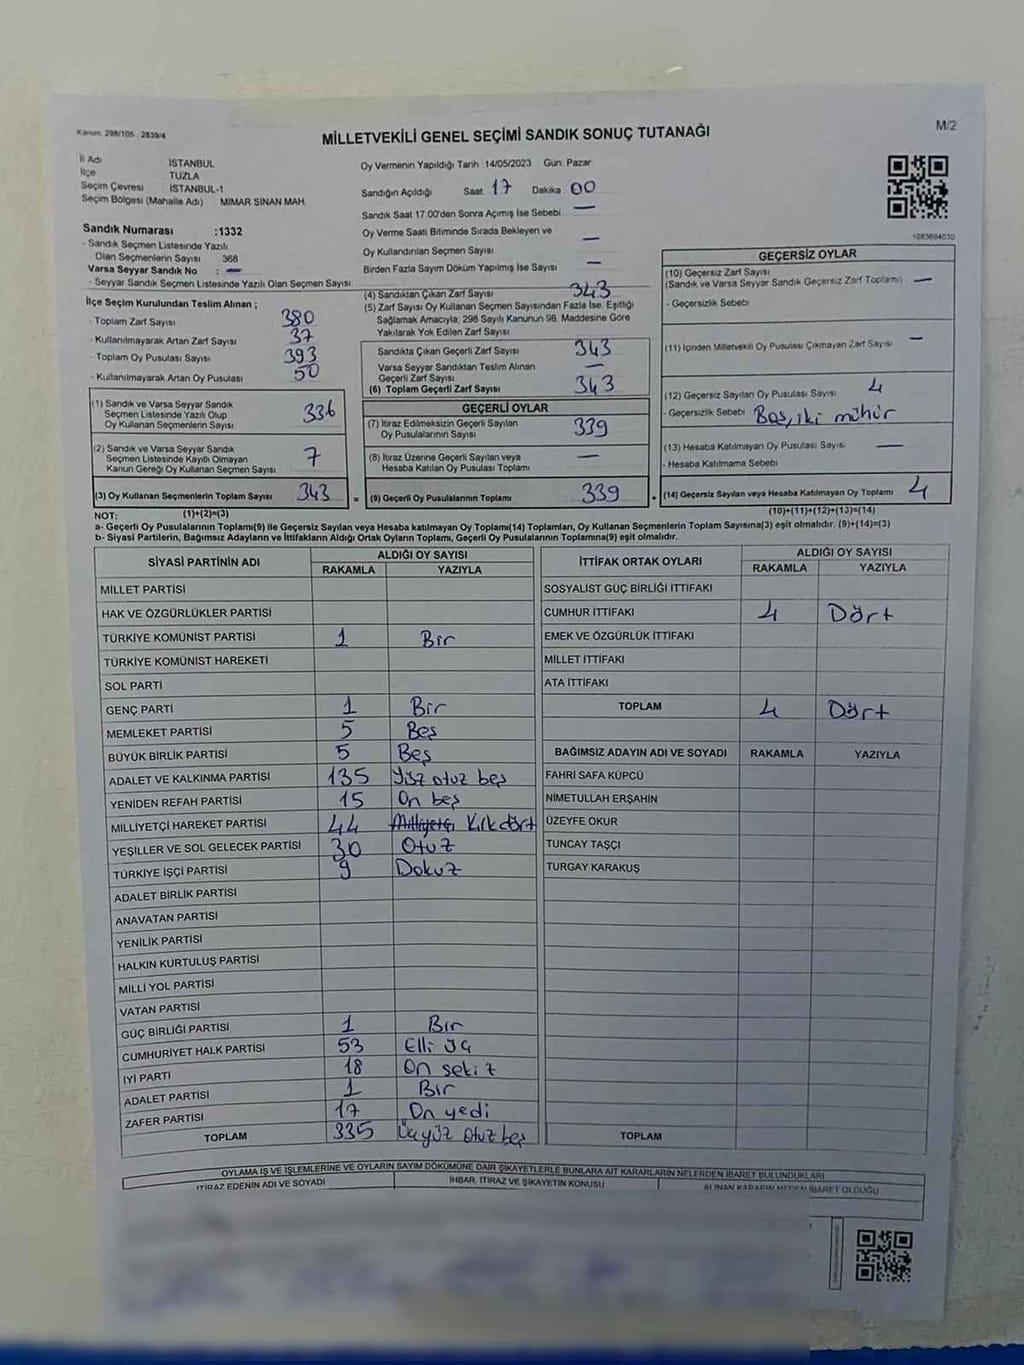 Kanun: 298/105 , 2839/4
M/2
MİLLETVEKİLİ GENEL SEÇİMİ SANDIK SONUÇ TUTANAĞI
İl Adı İSTANBUL
İlçe TUZLA
Seçim Çevresi İSTANBUL-1
Seçim Bölgesi (Mahalle Adı) MİMAR SİNAN MAH.
Oy Vermenin Yapıldığı Tarih 14/05/2023 Gün: Pazar
Sandığın Açıldığı Saat 17 Dakika 00
Sandık Saat 17.00'den Sonra Açımış İse Sebebi —
Oy Verme Saati Bitiminde Sırada Bekleyen ve
Oy Kullandırılan Seçmen Sayısı —
Birden Fazla Sayım Döküm Yapılmış İse Sayısı —
Sandık Numarası :1332
- Sandık Seçmen Listesinde Yazılı
Olan Seçmenlerin Sayısı 368
Varsa Seyyar Sandık No : —
- Seyyar Sandık Seçmen Listesinde Yazılı Olan Seçmen Sayısı
İlçe Seçim Kurulundan Teslim Alınan ;
- Toplam Zarf Sayısı 380
- Kullanılmayarak Artan Zarf Sayısı 37
- Toplam Oy Pusulası Sayısı 393
- Kullanılmayarak Artan Oy Pusulası 50
(1) Sandık ve Varsa Seyyar Sandık
Seçmen Listesinde Yazılı Olup
Oy Kullanan Seçmenlerin Sayısı 336
(2) Sandık ve Varsa Seyyar Sandık
Seçmen Listesinde Kayıtlı Olmayan
Kanun Gereği Oy Kullanan Seçmen Sayısı 7
(3) Oy Kullanan Seçmenlerin Toplam Sayısı 343 =
(4) Sandıktan Çıkan Zarf Sayısı 343
(5) Zarf Sayısı Oy Kullanan Seçmen Sayısından Fazla İse, Eşitliği
Sağlamak Amacıyla; 298 Sayılı Kanunun 98. Maddesine Göre
Yakılarak Yok Edilen Zarf Sayısı
Sandıkta Çıkan Geçerli Zarf Sayısı 343
Varsa Seyyar Sandıktan Teslim Alınan
Geçerli Zarf Sayısı —
(6) Toplam Geçerli Zarf Sayısı 343
GEÇERLİ OYLAR
(7) İtiraz Edilmeksizin Geçerli Sayılan
Oy Pusulalarının Sayısı 339
(8) İtiraz Üzerine Geçerli Sayılan veya
Hesaba Katılan Oy Pusulası Toplamı —
(9) Geçerli Oy Pusulalarının Toplamı 339 +
GEÇERSİZ OYLAR
(10) Geçersiz Zarf Sayısı
(Sandık ve Varsa Seyyar Sandık Geçersiz Zarf Toplamı) —
- Geçersizlik Sebebi
(11) İçinden Milletvekili Oy Pusulası Çıkmayan Zarf Sayısı —
(12) Geçersiz Sayılan Oy Pusulası Sayısı 4
- Geçersizlik Sebebi Boş, iki mühür
(13) Hesaba Katılmayan Oy Pusulası Sayısı —
- Hesaba Katılmama Sebebi
(14) Geçersiz Sayılan veya Hesaba Katılmayan Oy Toplamı 4
NOT: (1)+(2)=(3) (10)+(11)+(12)+(13)=(14)
a- Geçerli Oy Pusulalarının Toplamı(9) ile Geçersiz Sayılan veya Hesaba katılmayan Oy Toplamı(14) Toplamları, Oy Kullanan Seçmenlerin Toplam Sayısına(3) eşit olmalıdır. (9)+(14)=(3)
b- Siyasi Partilerin, Bağımsız Adayların ve İttifakların Aldığı Ortak Oyların Toplamı, Geçerli Oy Pusulalarının Toplamına(9) eşit olmalıdır.
SİYASİ PARTİNİN ADI ALDIĞI OY SAYISI
RAKAMLA YAZIYLA
MİLLET PARTİSİ
HAK VE ÖZGÜRLÜKLER PARTİSİ
TÜRKİYE KOMÜNİST PARTİSİ 1 Bir
TÜRKİYE KOMÜNİST HAREKETİ
SOL PARTİ
GENÇ PARTİ 1 Bir
MEMLEKET PARTİSİ 5 Beş
BÜYÜK BİRLİK PARTİSİ 5 Beş
ADALET VE KALKINMA PARTİSİ 135 Yüz otuz beş
YENİDEN REFAH PARTİSİ 15 On beş
MİLLİYETÇİ HAREKET PARTİSİ 44 Milliyetçi Kırkdört
YEŞİLLER VE SOL GELECEK PARTİSİ 30 Otuz
TÜRKİYE İŞÇİ PARTİSİ 9 Dokuz
ADALET BİRLİK PARTİSİ
ANAVATAN PARTİSİ
YENİLİK PARTİSİ
HALKIN KURTULUŞ PARTİSİ
MİLLİ YOL PARTİSİ
VATAN PARTİSİ
GÜÇ BİRLİĞİ PARTİSİ 1 Bir
CUMHURİYET HALK PARTİSİ 53 Elli üç
İYİ PARTİ 18 On sekiz
ADALET PARTİSİ 1 Bir
ZAFER PARTİSİ 17 On yedi
TOPLAM 335 Üçyüz otuz beş
İTTİFAK ORTAK OYLARI ALDIĞI OY SAYISI
RAKAMLA YAZIYLA
SOSYALİST GÜÇ BİRLİĞİ İTTİFAKI
CUMHUR İTTİFAKI 4 Dört
EMEK VE ÖZGÜRLÜK İTTİFAKI
MİLLET İTTİFAKI
ATA İTTİFAKI
TOPLAM 4 Dört
BAĞIMSIZ ADAYIN ADI VE SOYADI RAKAMLA YAZIYLA
FAHRİ SAFA KÜPCÜ
NİMETULLAH ERŞAHİN
ÜZEYFE OKUR
TUNCAY TAŞÇI
TURGAY KARAKUŞ
TOPLAM
OYLAMA İŞ VE İŞLEMLERİNE VE OYLARIN SAYIM DÖKÜMÜNE DAİR ŞİKAYETLERLE BUNLARA AİT KARARLARIN NELERDEN İBARET BULUNDUKLARI
İTİRAZ EDENİN ADI VE SOYADI İHBAR, İTİRAZ VE ŞİKAYETİN KONUSU ALINAN KARARIN NEDEN İBARET OLDUĞU